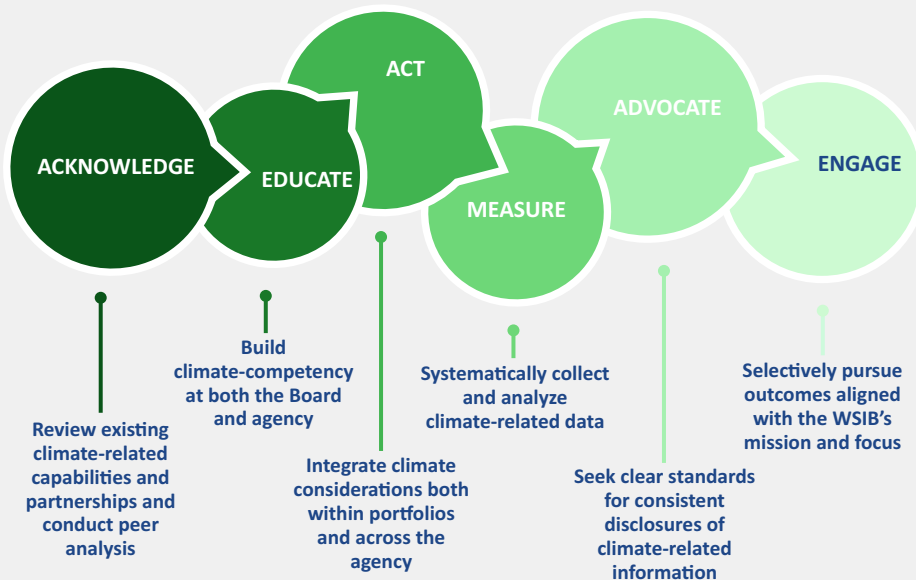 ACKNOWLEDGE
EDUCATE
ACT
MEASURE
ADVOCATE
ENGAGE
Review existing
climate-related
capabilities and
partnerships and
conduct peer
analysis
Build
climate-competency
at both the Board
and agency
Integrate climate
considerations both
within portfolios
and across the
agency
Systematically collect
and analyze
climate-related data
Seek clear standards
for consistent
disclosures of
climate-related
information
Selectively pursue
outcomes aligned
with the WSIB’s
mission and focus